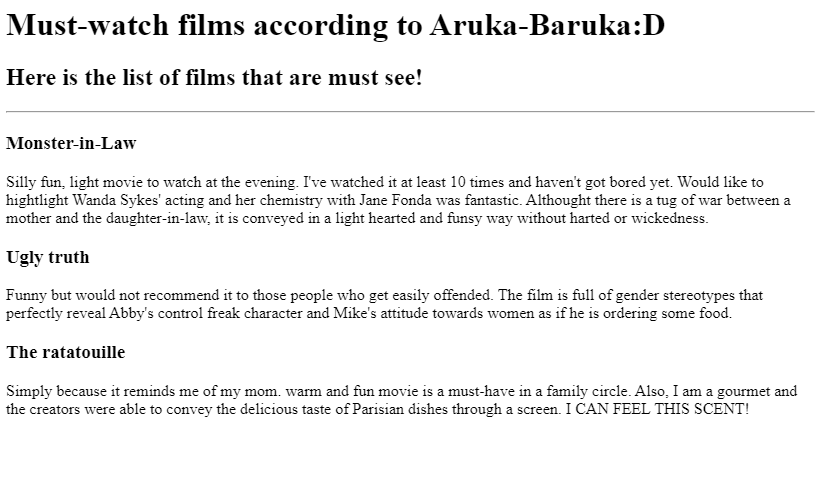 Must-watch films according to Aruka-Baruka:D
Here is the list of films that are must see!
Monster-in-Law
Silly fun, light movie to watch at the evening. I've watched it at least 10 times and haven't got bored yet. Would like to
hightlight Wanda Sykes' acting and her chemistry with Jane Fonda was fantastic. Althought there is a tug of war between a
mother and the daughter-in-law, it is conveyed in a light hearted and funsy way without harted or wickedness.
Ugly truth
Funny but would not recommend it to those people who get easily offended. The film is full of gender stereotypes that
perfectly reveal Abby's control freak character and Mike's attitude towards women as if he is ordering some food.
The ratatouille
Simply because it reminds me of my mom. warm and fun movie is a must-have in a family circle. Also, I am a gourmet and
the creators were able to convey the delicious taste of Parisian dishes through a screen. I CAN FEEL THIS SCENT!